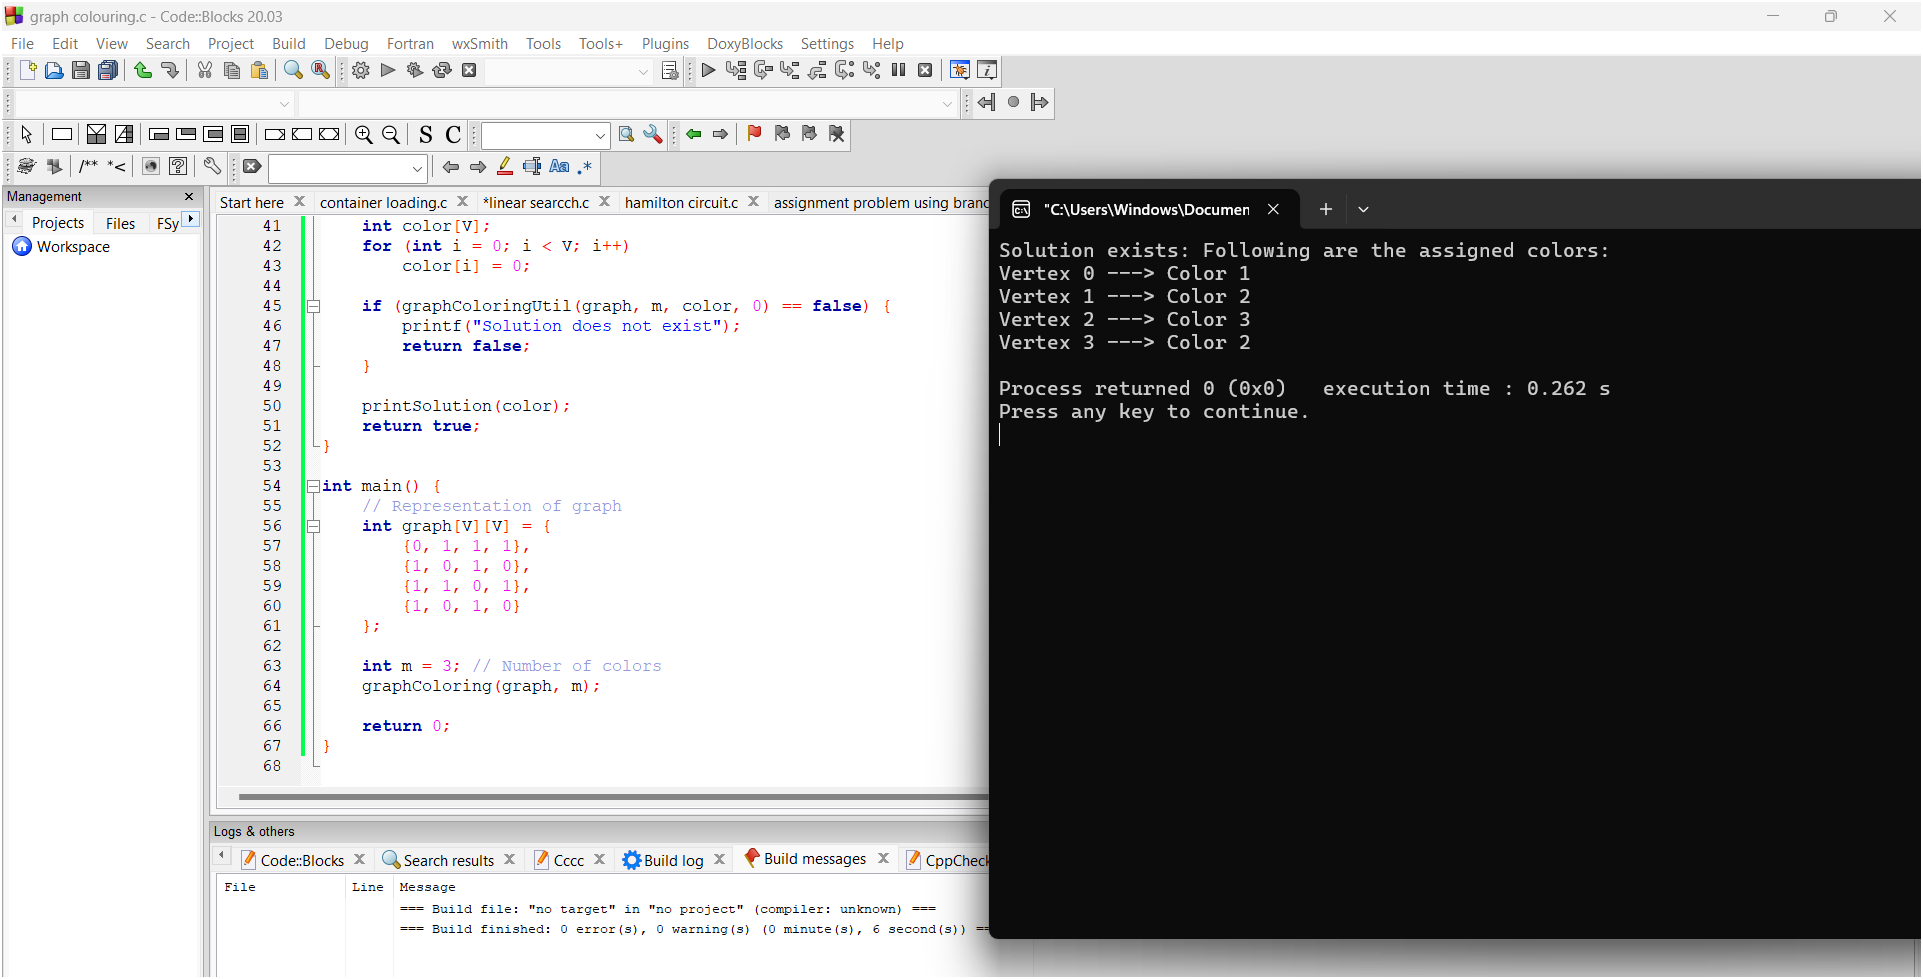 graph colouring.c - Code::Blocks 20.03
File Edit View Search Project Build Debug Fortran wxSmith Tools Tools+ Plugins DoxyBlocks Settings Help
S C
/** *<
Aa .*
Management
Projects Files FSy
Workspace
Start here container loading.c *linear searcch.c hamilton circuit.c assignment problem using branc
41 int color[V];
42 for (int i = 0; i < V; i++)
43 color[i] = 0;
44
45 if (graphColoringUtil(graph, m, color, 0) == false) {
46 printf("Solution does not exist");
47 return false;
48 }
49
50 printSolution(color);
51 return true;
52 }
53
54 int main() {
55 // Representation of graph
56 int graph[V][V] = {
57 {0, 1, 1, 1},
58 {1, 0, 1, 0},
59 {1, 1, 0, 1},
60 {1, 0, 1, 0}
61 };
62
63 int m = 3; // Number of colors
64 graphColoring(graph, m);
65
66 return 0;
67 }
68
"C:\Users\Windows\Documen
Solution exists: Following are the assigned colors:
Vertex 0 ---> Color 1
Vertex 1 ---> Color 2
Vertex 2 ---> Color 3
Vertex 3 ---> Color 2
Process returned 0 (0x0) execution time : 0.262 s
Press any key to continue.
Logs & others
Code::Blocks Search results Cccc Build log Build messages CppCheck
File Line Message
=== Build file: "no target" in "no project" (compiler: unknown) ===
=== Build finished: 0 error(s), 0 warning(s) (0 minute(s), 6 second(s)) ==